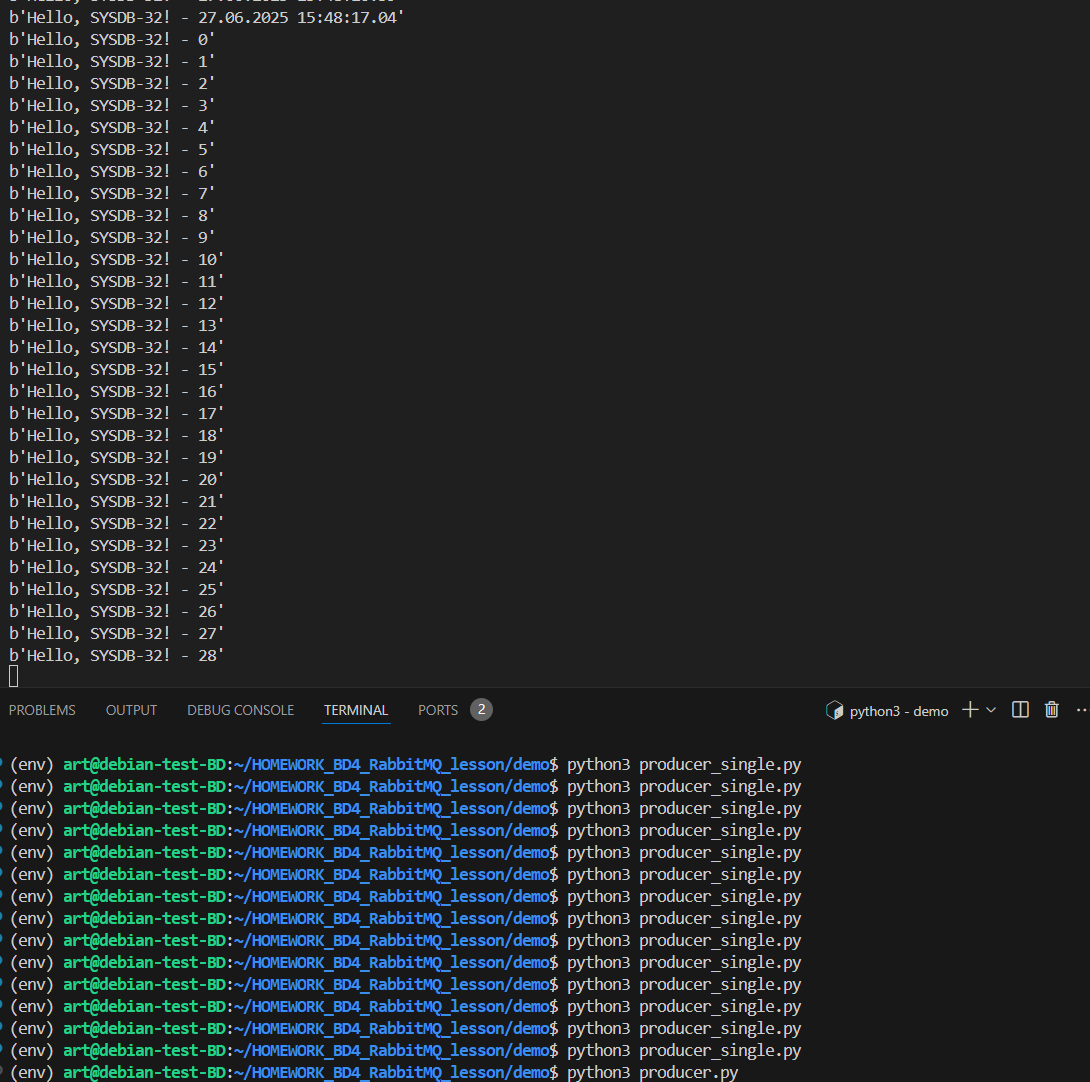 b'Hello, SYSDB-32! - 27.06.2025 15:48:17.04'
b'Hello, SYSDB-32! - 0'
b'Hello, SYSDB-32! - 1'
b'Hello, SYSDB-32! - 2'
b'Hello, SYSDB-32! - 3'
b'Hello, SYSDB-32! - 4'
b'Hello, SYSDB-32! - 5'
b'Hello, SYSDB-32! - 6'
b'Hello, SYSDB-32! - 7'
b'Hello, SYSDB-32! - 8'
b'Hello, SYSDB-32! - 9'
b'Hello, SYSDB-32! - 10'
b'Hello, SYSDB-32! - 11'
b'Hello, SYSDB-32! - 12'
b'Hello, SYSDB-32! - 13'
b'Hello, SYSDB-32! - 14'
b'Hello, SYSDB-32! - 15'
b'Hello, SYSDB-32! - 16'
b'Hello, SYSDB-32! - 17'
b'Hello, SYSDB-32! - 18'
b'Hello, SYSDB-32! - 19'
b'Hello, SYSDB-32! - 20'
b'Hello, SYSDB-32! - 21'
b'Hello, SYSDB-32! - 22'
b'Hello, SYSDB-32! - 23'
b'Hello, SYSDB-32! - 24'
b'Hello, SYSDB-32! - 25'
b'Hello, SYSDB-32! - 26'
b'Hello, SYSDB-32! - 27'
b'Hello, SYSDB-32! - 28'
PROBLEMS OUTPUT DEBUG CONSOLE TERMINAL PORTS 2 python3 - demo
(env) art@debian-test-BD:~/HOMEWORK_BD4_RabbitMQ_lesson/demo$ python3 producer_single.py
(env) art@debian-test-BD:~/HOMEWORK_BD4_RabbitMQ_lesson/demo$ python3 producer_single.py
(env) art@debian-test-BD:~/HOMEWORK_BD4_RabbitMQ_lesson/demo$ python3 producer_single.py
(env) art@debian-test-BD:~/HOMEWORK_BD4_RabbitMQ_lesson/demo$ python3 producer_single.py
(env) art@debian-test-BD:~/HOMEWORK_BD4_RabbitMQ_lesson/demo$ python3 producer_single.py
(env) art@debian-test-BD:~/HOMEWORK_BD4_RabbitMQ_lesson/demo$ python3 producer_single.py
(env) art@debian-test-BD:~/HOMEWORK_BD4_RabbitMQ_lesson/demo$ python3 producer_single.py
(env) art@debian-test-BD:~/HOMEWORK_BD4_RabbitMQ_lesson/demo$ python3 producer_single.py
(env) art@debian-test-BD:~/HOMEWORK_BD4_RabbitMQ_lesson/demo$ python3 producer_single.py
(env) art@debian-test-BD:~/HOMEWORK_BD4_RabbitMQ_lesson/demo$ python3 producer_single.py
(env) art@debian-test-BD:~/HOMEWORK_BD4_RabbitMQ_lesson/demo$ python3 producer_single.py
(env) art@debian-test-BD:~/HOMEWORK_BD4_RabbitMQ_lesson/demo$ python3 producer_single.py
(env) art@debian-test-BD:~/HOMEWORK_BD4_RabbitMQ_lesson/demo$ python3 producer_single.py
(env) art@debian-test-BD:~/HOMEWORK_BD4_RabbitMQ_lesson/demo$ python3 producer_single.py
(env) art@debian-test-BD:~/HOMEWORK_BD4_RabbitMQ_lesson/demo$ python3 producer.py